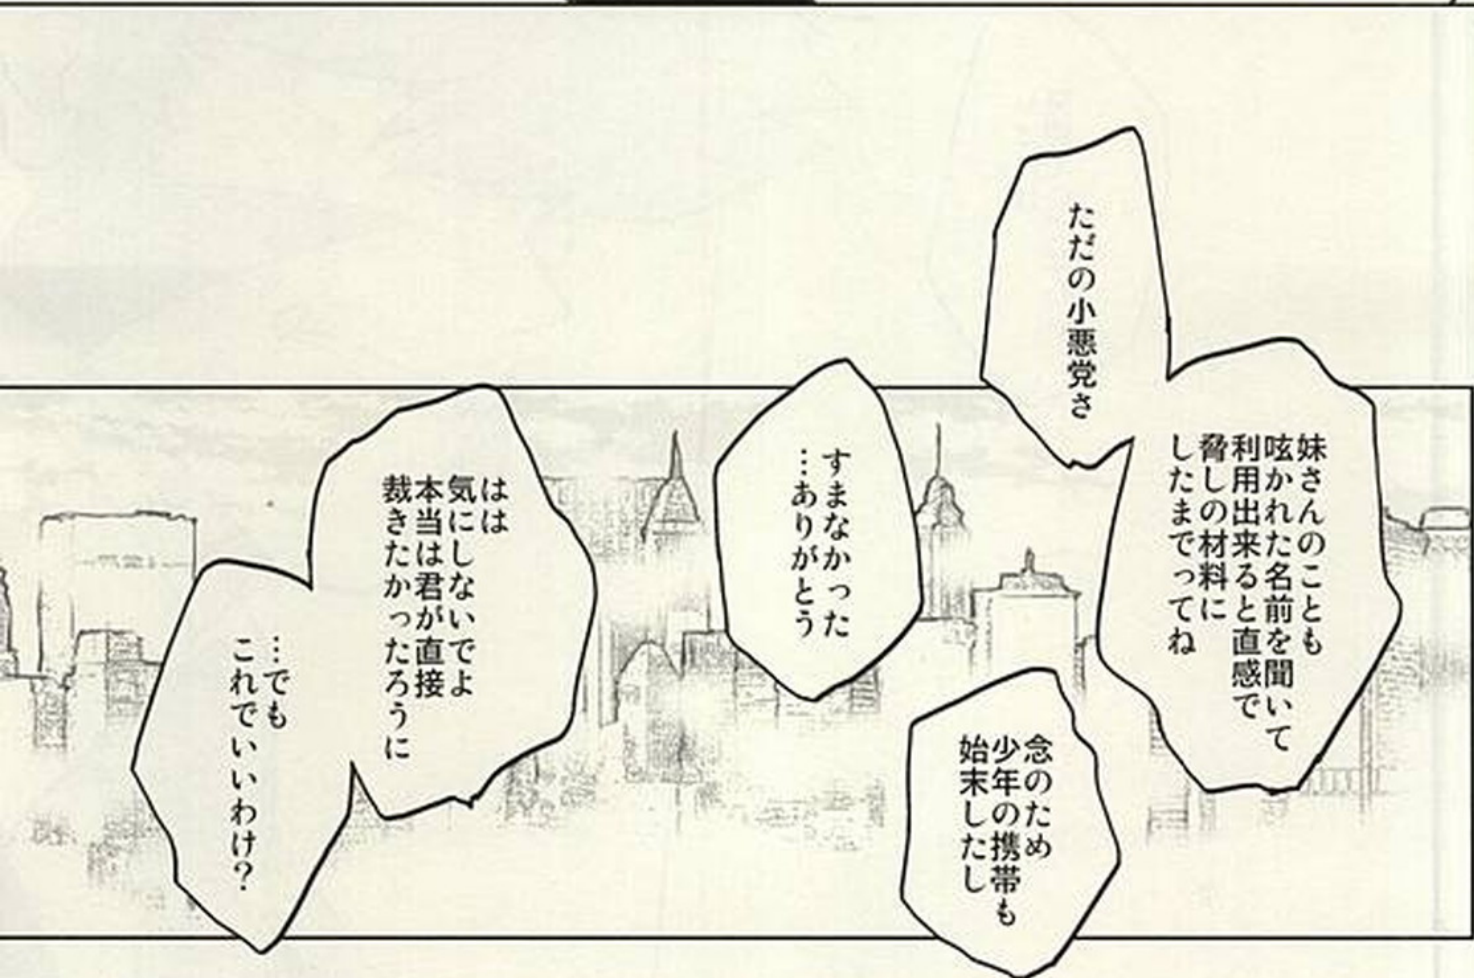 ただの小悪党さ
妹さんのことも
呟かれた名前を聞いて
利用出来ると直感で
脅しの材料に
したまでってね
念のため
少年の携帯も
始末したし
すまなかった
…ありがとう
はは
気にしないでよ
本当は君が直接
裁きたかったろうに
…でも
これでいいわけ？